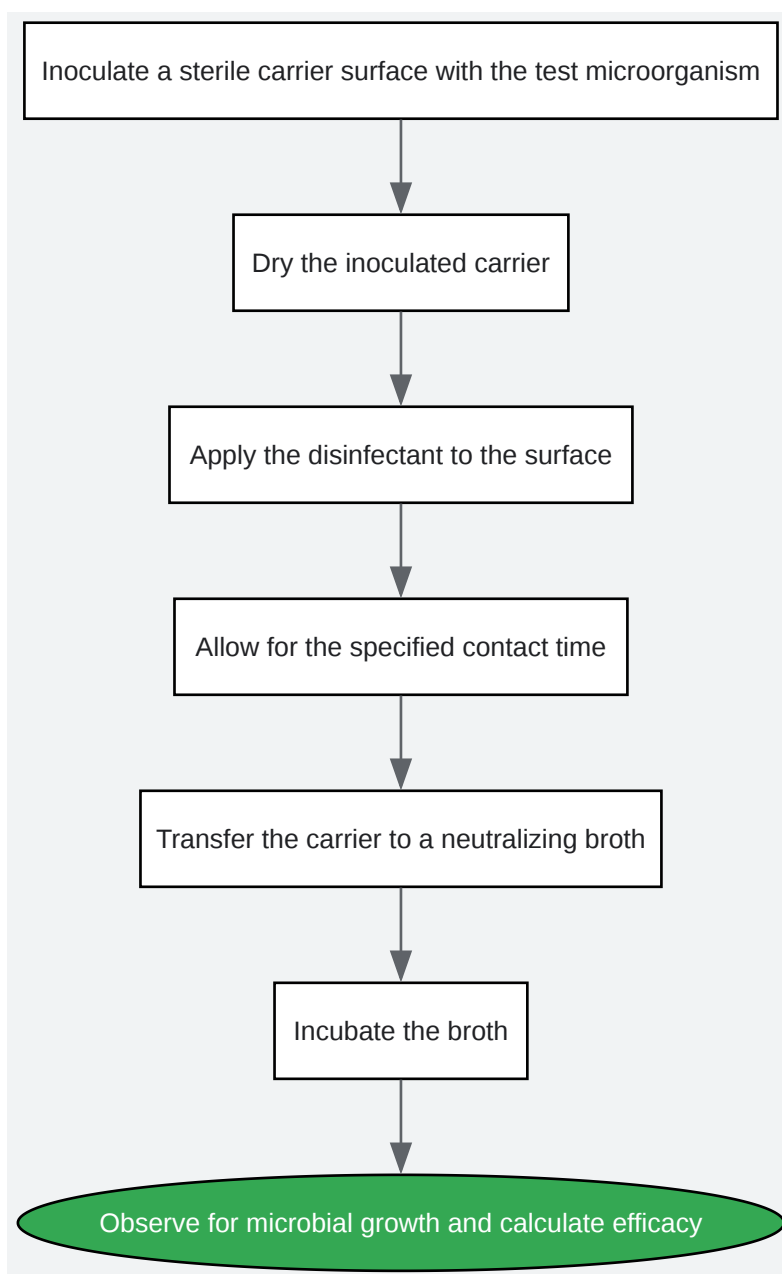 Inoculate a sterile carrier surface with the test microorganism
Dry the inoculated carrier
Apply the disinfectant to the surface
Allow for the specified contact time
Transfer the carrier to a neutralizing broth
Incubate the broth
Observe for microbial growth and calculate efficacy